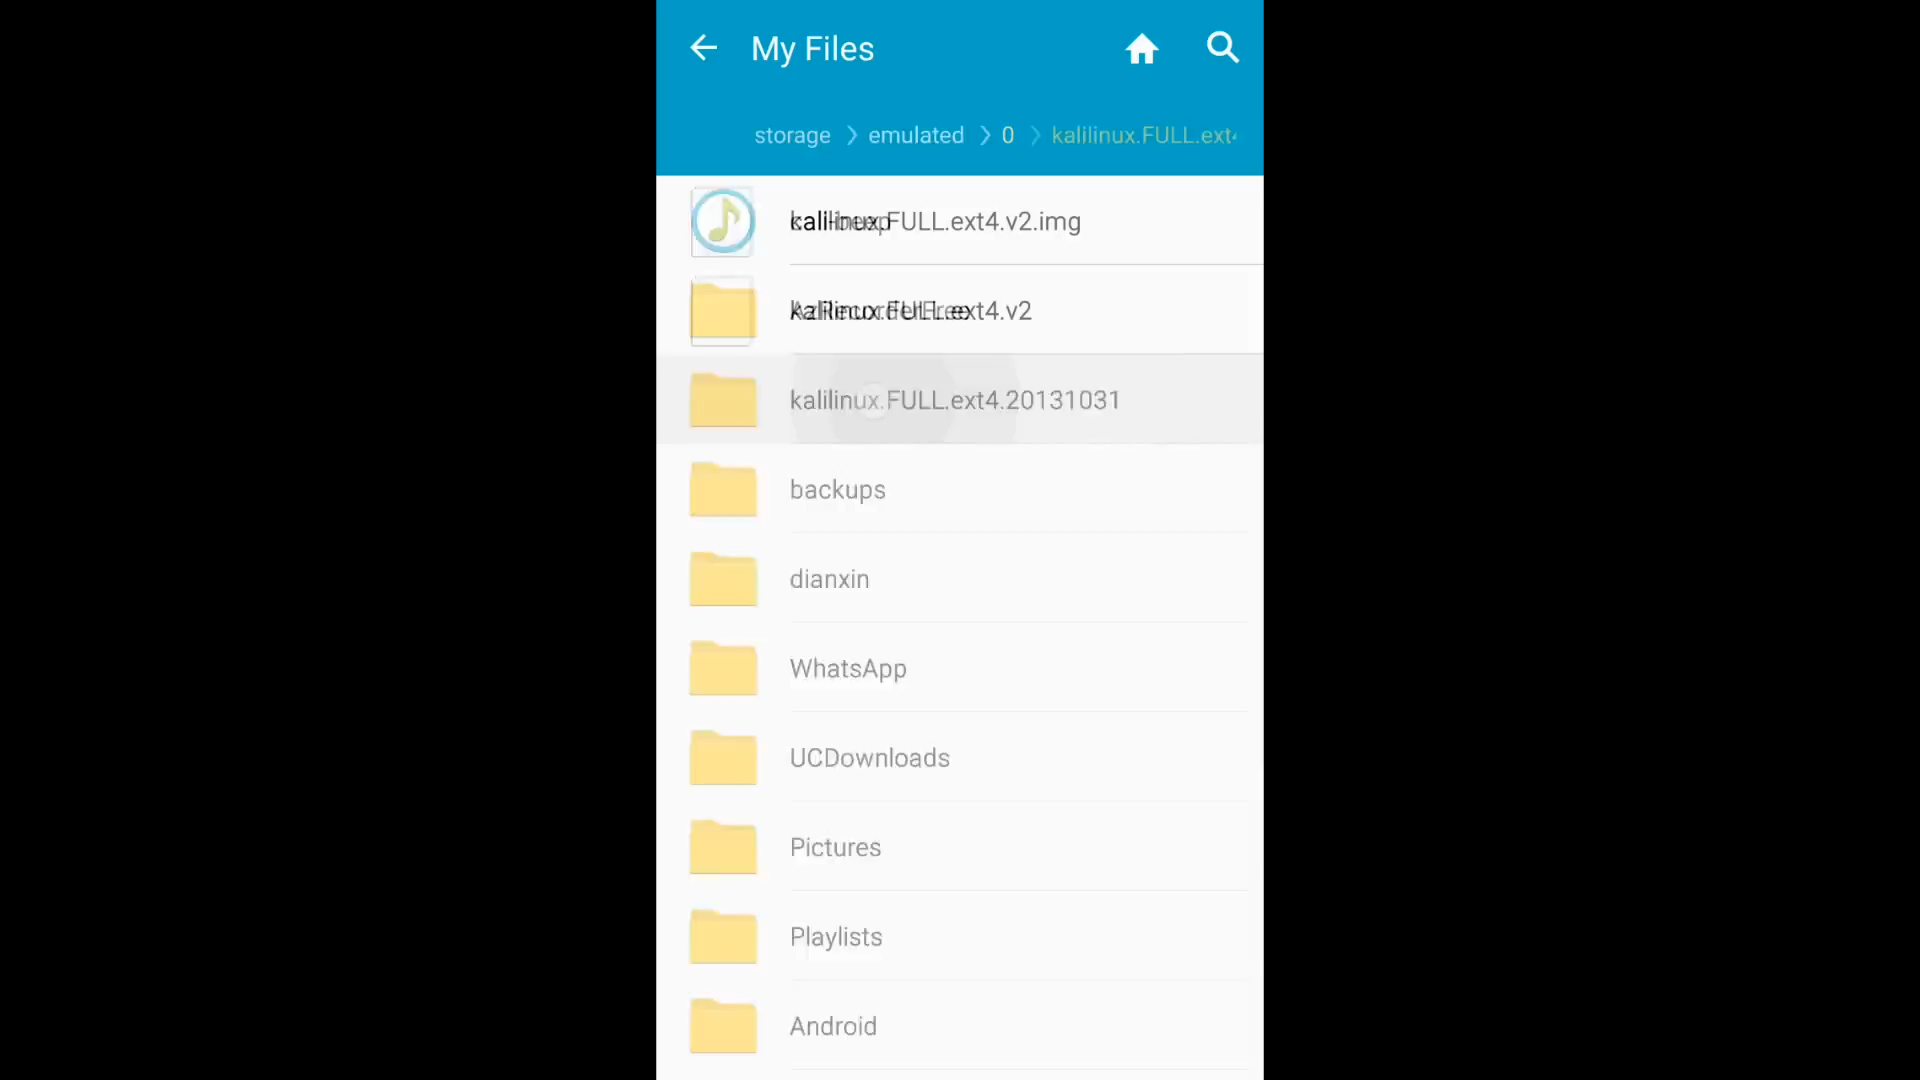 My Files
storage > emulated > 0 > kalilinux.FULL.ext4
kalilinux.FULL.ext4.v2.img
kalilinux.FULL.ext4.v2
kalilinux.FULL.ext4.20131031
backups
dianxin
WhatsApp
UCDownloads
Pictures
Playlists
Android